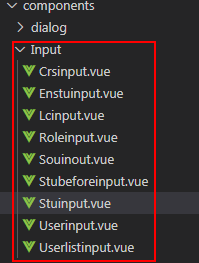 components
dialog
Input
Crsinput.vue
Enstuinput.vue
Lcinput.vue
Roleinput.vue
Souinout.vue
Stubeforeinput.vue
Stuinput.vue
Userinput.vue
Userlistinput.vue